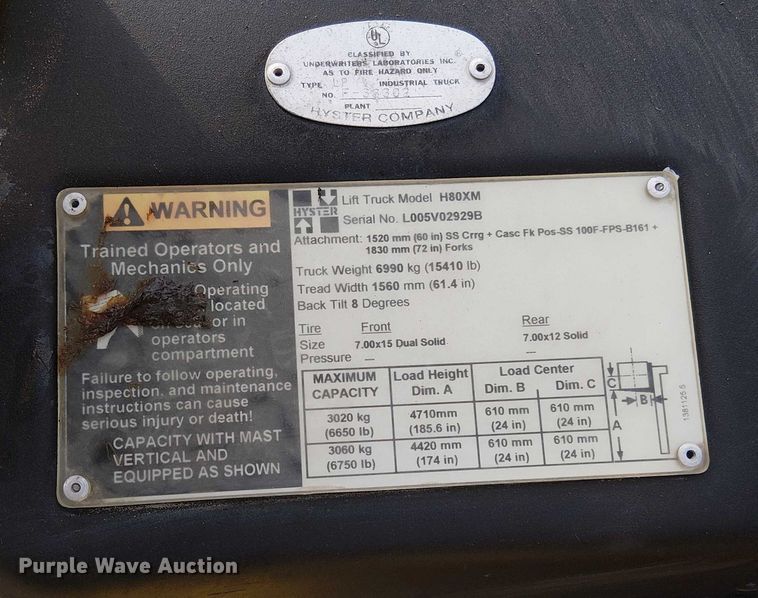 UL
CLASSIFIED BY
UNDERWRITERS LABORATORIES INC.®
AS TO FIRE HAZARD ONLY
TYPE LP INDUSTRIAL TRUCK
NO.
PLANT
HYSTER COMPANY
WARNING
Trained Operators and
Mechanics Only
Operating
located
or in
operators
compartment
Failure to follow operating,
inspection, and maintenance
instructions can cause
serious injury or death!
CAPACITY WITH MAST
VERTICAL AND
EQUIPPED AS SHOWN
HYSTER
Lift Truck Model H80XM
Serial No. L005V02929B
Attachment: 1520 mm (60 in) SS Crrg + Casc Fk Pos-SS 100F-FPS-B161 +
1830 mm (72 in) Forks
Truck Weight 6990 kg (15410 lb)
Tread Width 1560 mm (61.4 in)
Back Tilt 8 Degrees
Tire Front Rear
Size 7.00x15 Dual Solid 7.00x12 Solid
Pressure --- ---
MAXIMUM CAPACITY Load Height Dim. A Load Center Dim. B Dim. C
3020 kg (6650 lb) 4710mm (185.6 in) 610 mm (24 in) 610 mm (24 in)
3060 kg (6750 lb) 4420 mm (174 in) 610 mm (24 in) 610 mm (24 in)
C
B
A
1381125 5
Purple Wave Auction